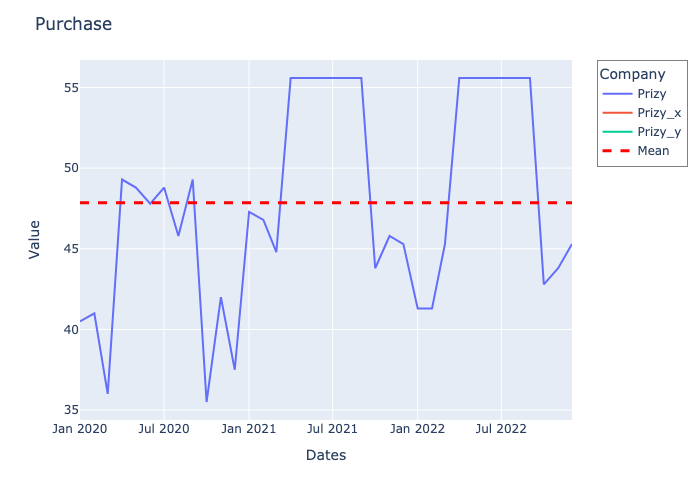 Purchase
Company
Prizy
Prizy_x
Prizy_y
Mean
Value
55
50
45
40
35
Jan 2020
Jul 2020
Jan 2021
Jul 2021
Jan 2022
Jul 2022
Dates